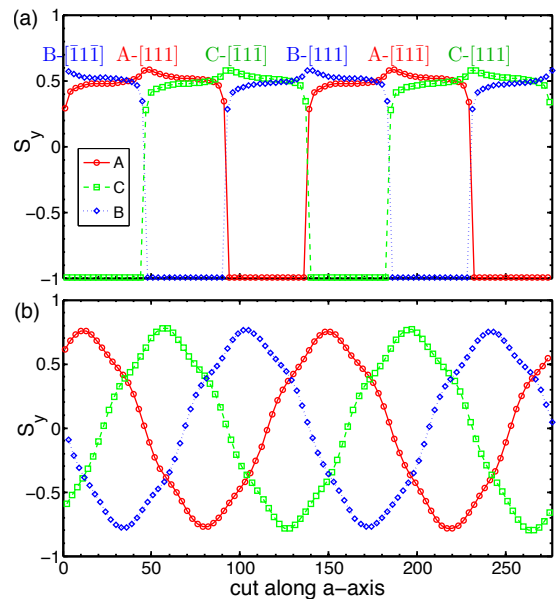 (a)
B-[1̄11̄] A-[111] C-[1̄11̄] B-[111] A-[1̄11̄] C-[111]
1
0.5
0
−0.5
−1
S_y
A
C
B
(b)
1
0.5
0
−0.5
−1
S_y
0 50 100 150 200 250
cut along a−axis